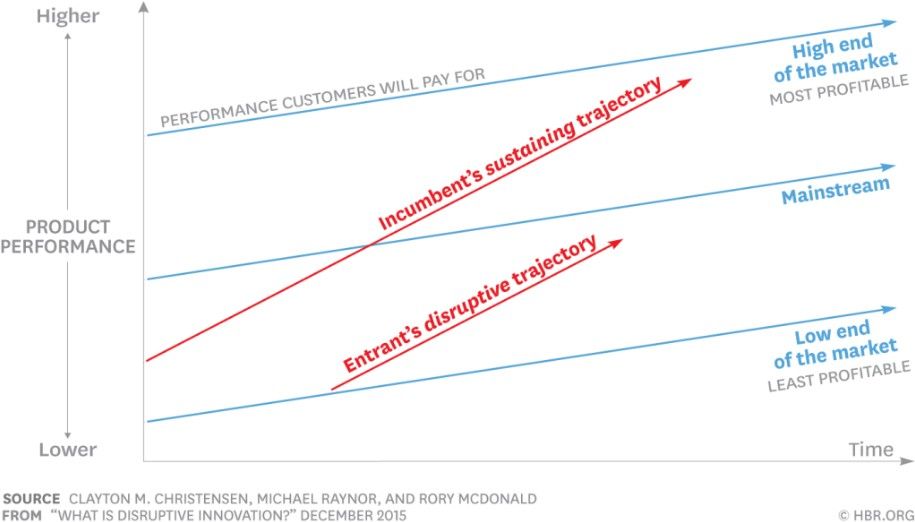 Higher
PERFORMANCE CUSTOMERS WILL PAY FOR
High end
of the market
MOST PROFITABLE
Incumbent's sustaining trajectory
Mainstream
PRODUCT
PERFORMANCE
Entrant's disruptive trajectory
Low end
of the market
LEAST PROFITABLE
Lower
Time
SOURCE CLAYTON M. CHRISTENSEN, MICHAEL RAYNOR, AND RORY MCDONALD
FROM "WHAT IS DISRUPTIVE INNOVATION?" DECEMBER 2015
© HBR.ORG